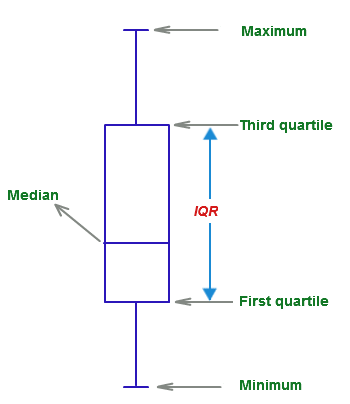 Maximum
Third quartile
Median
IQR
First quartile
Minimum